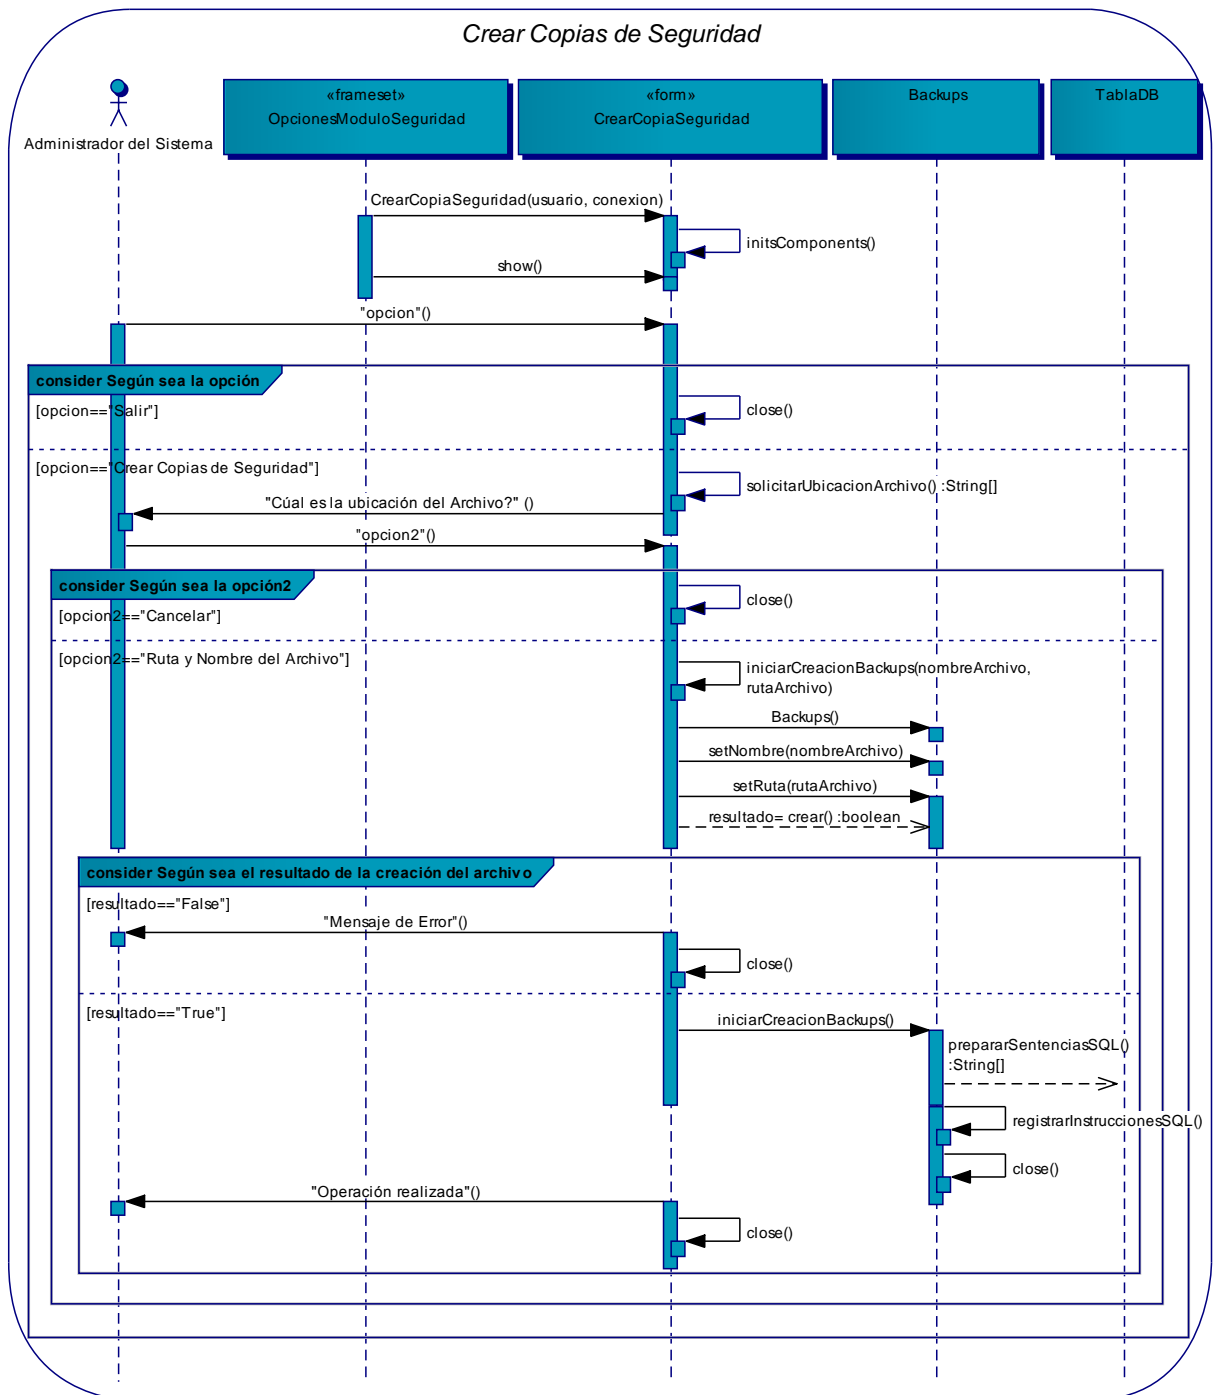 Crear Copias de Seguridad
Administrador del Sistema
«frameset»
OpcionesModuloSeguridad
«form»
CrearCopiaSeguridad
Backups
TablaDB
CrearCopiaSeguridad(usuario, conexion)
initsComponents()
show()
"opcion"()
consider Según sea la opción
[opcion=="Salir"]
close()
[opcion=="Crear Copias de Seguridad"]
solicitarUbicacionArchivo() :String[]
"Cúal es la ubicación del Archivo?" ()
"opcion2"()
consider Según sea la opción2
close()
[opcion2=="Cancelar"]
[opcion2=="Ruta y Nombre del Archivo"]
iniciarCreacionBackups(nombreArchivo,
rutaArchivo)
Backups()
setNombre(nombreArchivo)
setRuta(rutaArchivo)
resultado= crear() :boolean
consider Según sea el resultado de la creación del archivo
[resultado=="False"]
"Mensaje de Error"()
close()
[resultado=="True"]
iniciarCreacionBackups()
prepararSentenciasSQL()
:String[]
registrarInstruccionesSQL()
close()
"Operación realizada"()
close()